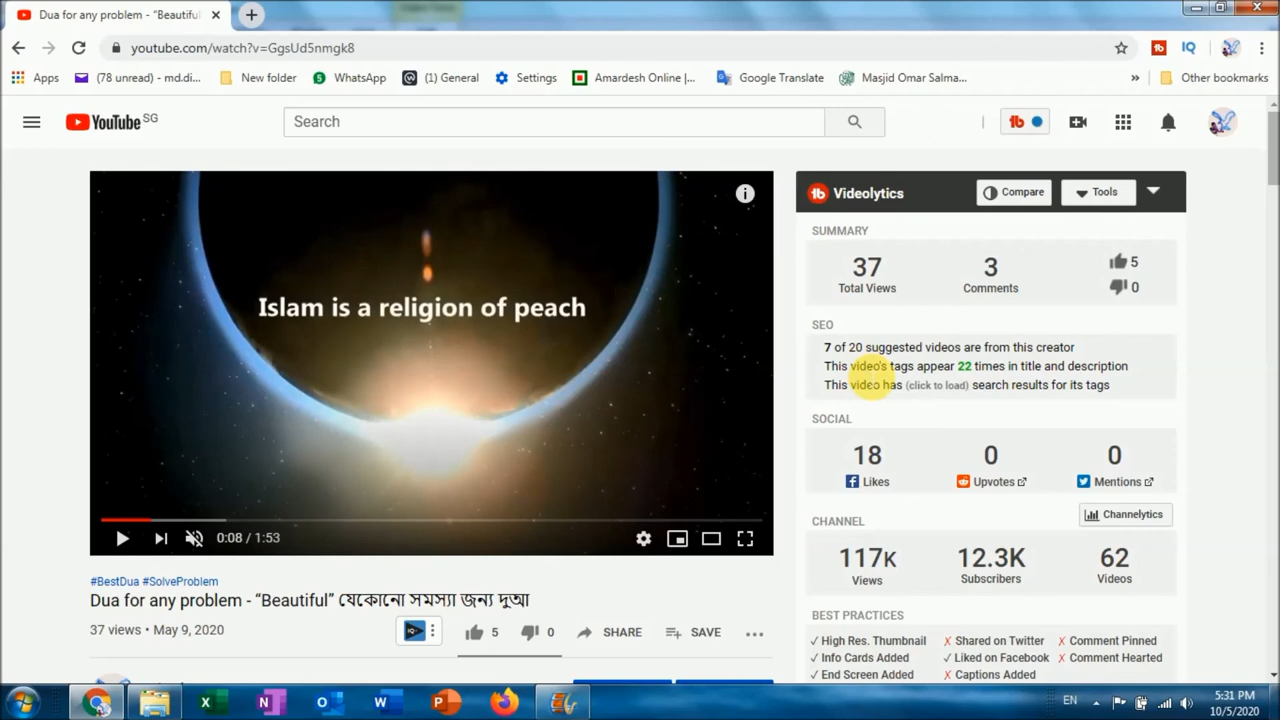 Dua for any problem - "Beautiful
youtube.com/watch?v=GgsUd5nmgk8
Apps
(78 unread) - md.di...
New folder
WhatsApp
(1) General
Settings
Amardesh Online |...
Google Translate
Masjid Omar Salma...
»
Other bookmarks
YouTube SG
Search
Islam is a religion of peach
0:08 / 1:53
#BestDua #SolveProblem
Dua for any problem - “Beautiful” যেকোনো সমস্যা জন্য দুআ
37 views • May 9, 2020
5
0
SHARE
SAVE
Videolytics
Compare
Tools
SUMMARY
37
Total Views
3
Comments
5
0
SEO
7 of 20 suggested videos are from this creator
This video's tags appear 22 times in title and description
This video has (click to load) search results for its tags
SOCIAL
18
Likes
0
Upvotes
0
Mentions
CHANNEL
Channelytics
117K
Views
12.3K
Subscribers
62
Videos
BEST PRACTICES
✓ High Res. Thumbnail
✗ Shared on Twitter
✗ Comment Pinned
✓ Info Cards Added
✓ Liked on Facebook
✗ Comment Hearted
✓ End Screen Added
✗ Captions Added
EN
5:31 PM
10/5/2020